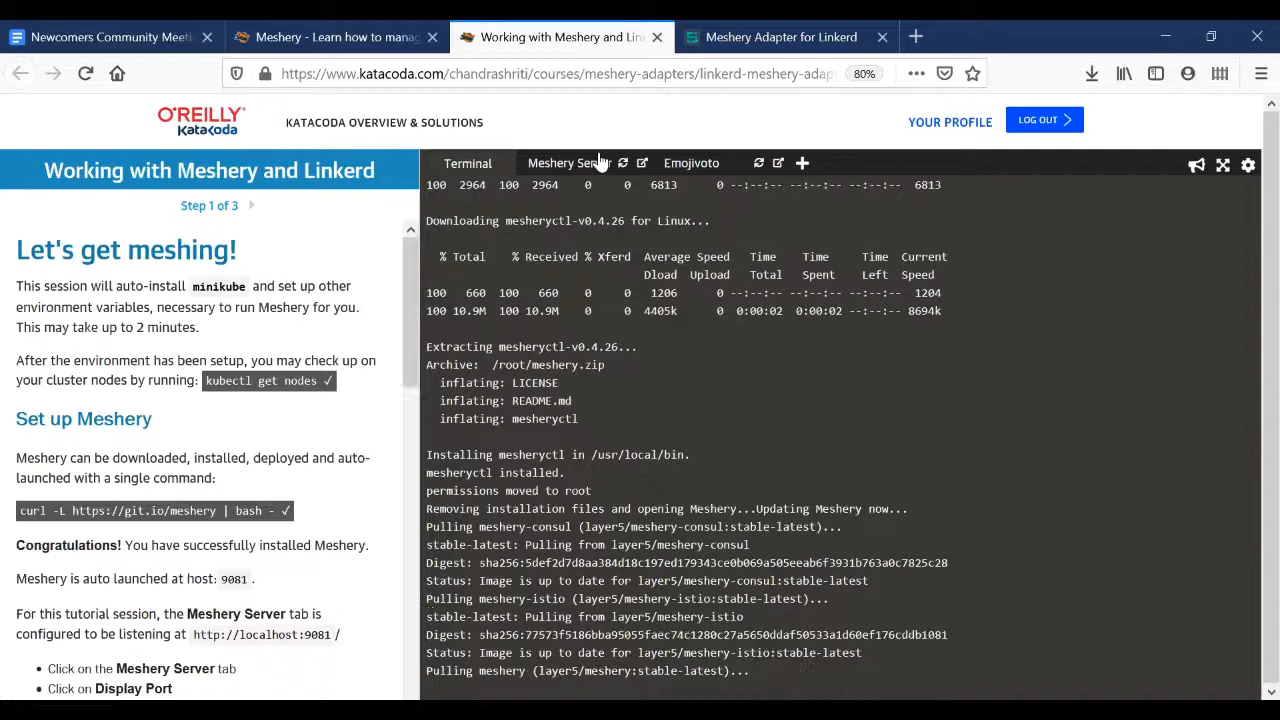 Newcomers Community Meeti
Meshery - Learn how to manag
Working with Meshery and Lin
Meshery Adapter for Linkerd
https://www.katacoda.com/chandrashriti/courses/meshery-adapters/linkerd-meshery-adap
80%
O'REILLY
Katacoda
KATACODA OVERVIEW & SOLUTIONS
YOUR PROFILE
LOG OUT
Working with Meshery and Linkerd
Step 1 of 3
Let's get meshing!
This session will auto-install minikube and set up other
environment variables, necessary to run Meshery for you.
This may take up to 2 minutes.
After the environment has been setup, you may check up on
your cluster nodes by running: kubectl get nodes ✓
Set up Meshery
Meshery can be downloaded, installed, deployed and auto-
launched with a single command:
curl -L https://git.io/meshery | bash - ✓
Congratulations! You have successfully installed Meshery.
Meshery is auto launched at host: 9081 .
For this tutorial session, the Meshery Server tab is
configured to be listening at http://localhost:9081 /
Click on the Meshery Server tab
Click on Display Port
Terminal
Meshery
Emojivoto
100 2964 100 2964 0 0 6813 0 --:--:-- --:--:-- --:--:-- 6813
Downloading mesheryctl-v0.4.26 for Linux...
% Total % Received % Xferd Average Speed Time Time Time Current
Dload Upload Total Spent Left Speed
100 660 100 660 0 0 1206 0 --:--:-- --:--:-- --:--:-- 1204
100 10.9M 100 10.9M 0 0 4405k 0 0:00:02 0:00:02 --:--:-- 8694k
Extracting mesheryctl-v0.4.26...
Archive: /root/meshery.zip
inflating: LICENSE
inflating: README.md
inflating: mesheryctl
Installing mesheryctl in /usr/local/bin.
mesheryctl installed.
permissions moved to root
Removing installation files and opening Meshery...Updating Meshery now...
Pulling meshery-consul (layer5/meshery-consul:stable-latest)...
stable-latest: Pulling from layer5/meshery-consul
Digest: sha256:5def2d7d8aa384d18c197ed179343ce0b069a505eeab6f3931b763a0c7825c28
Status: Image is up to date for layer5/meshery-consul:stable-latest
Pulling meshery-istio (layer5/meshery-istio:stable-latest)...
stable-latest: Pulling from layer5/meshery-istio
Digest: sha256:77573f5186bba95055faec74c1280c27a5650ddaf50533a1d60ef176cddb1081
Status: Image is up to date for layer5/meshery-istio:stable-latest
Pulling meshery (layer5/meshery:stable-latest)...